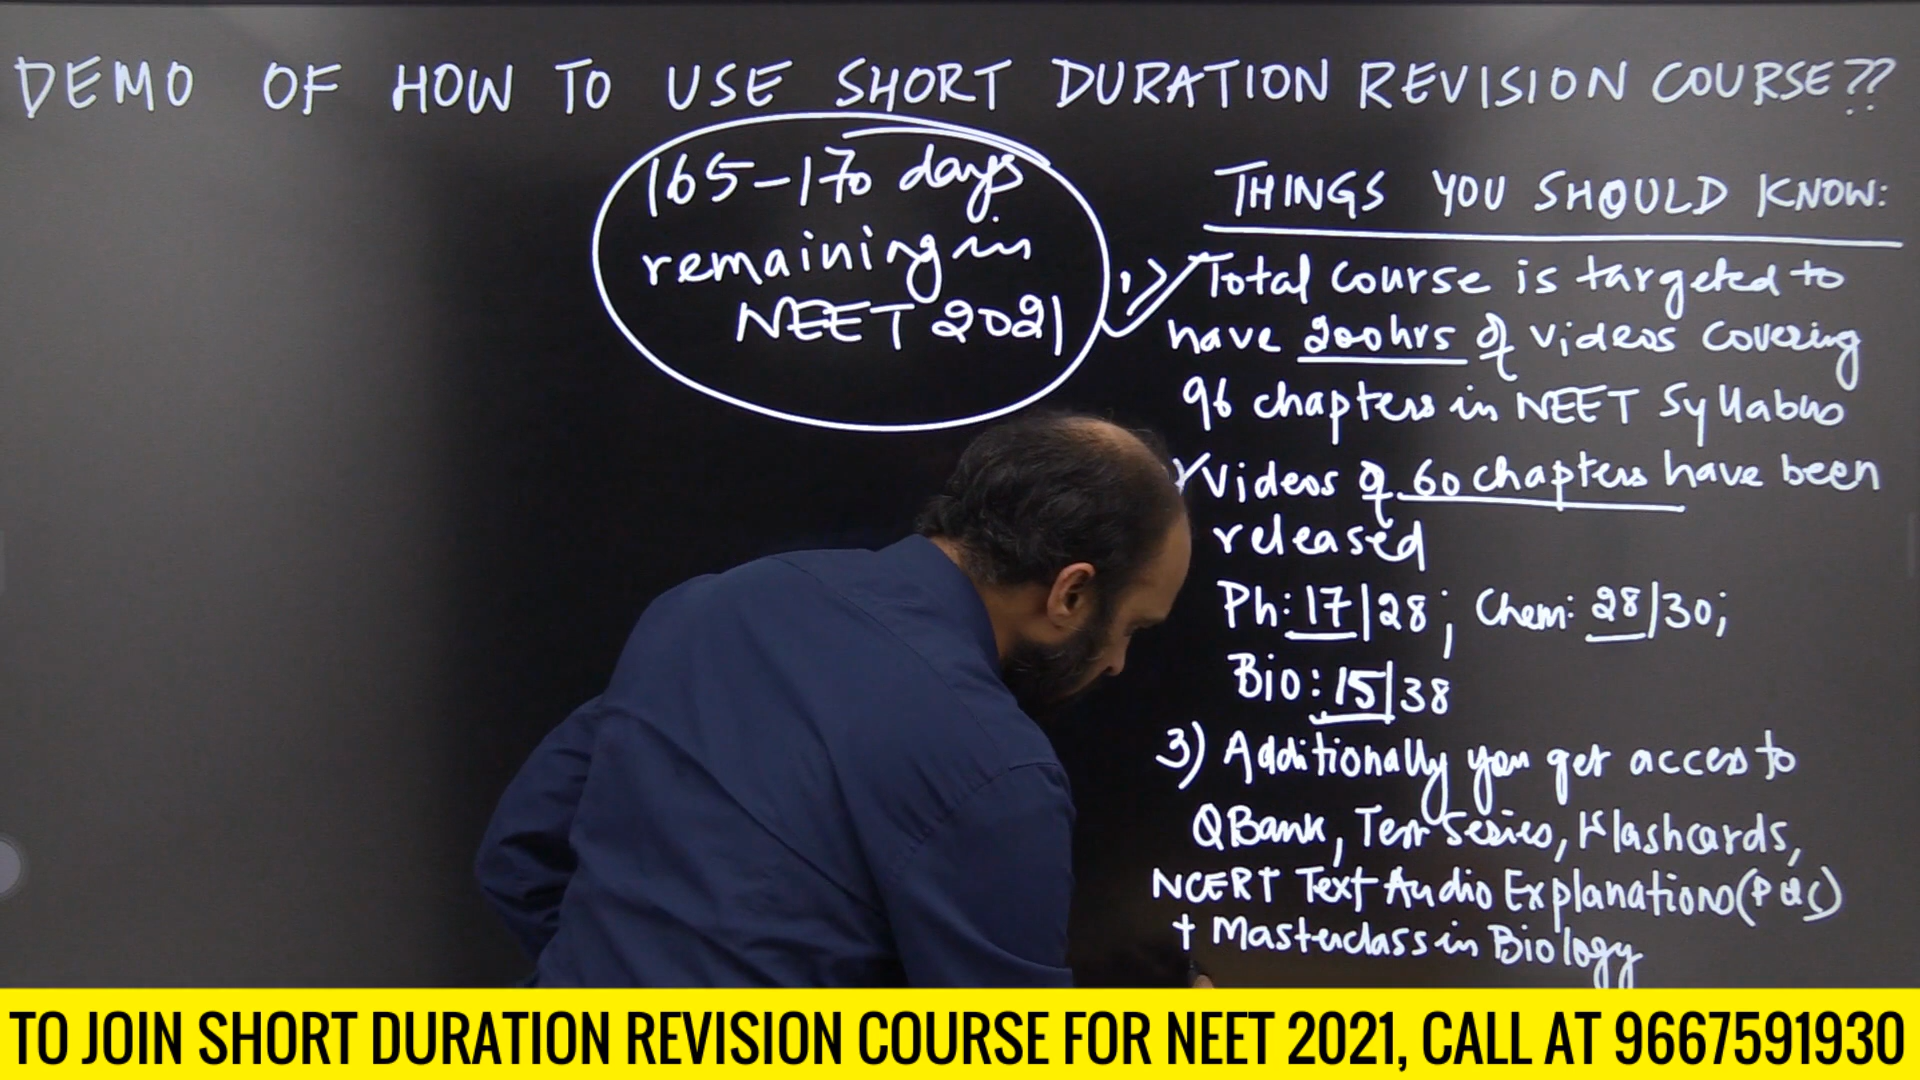 DEMO OF HOW TO USE SHORT DURATION REVISION COURSE??
165-170 days
remaining in
NEET 2021
THINGS YOU SHOULD KNOW:
1) Total course is targeted to
have 200hrs of videos covering
96 chapters in NEET Syllabus
Videos of 60 chapters have been
released
Ph: 17/28; Chem: 28/30;
Bio: 15/38
3) Additionally you get access to
QBank, Test Series, Flashcards,
NCERT Text Audio Explanations (P & C)
+ Masterclass in Biology
TO JOIN SHORT DURATION REVISION COURSE FOR NEET 2021, CALL AT 9667591930